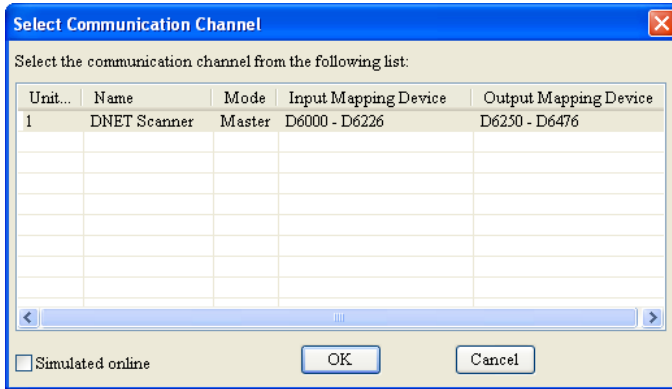 Select Communication Channel
Select the communication channel from the following list:
Unit... Name Mode Input Mapping Device Output Mapping Device
1 DNET Scanner Master D6000 - D6226 D6250 - D6476
Simulated online OK Cancel